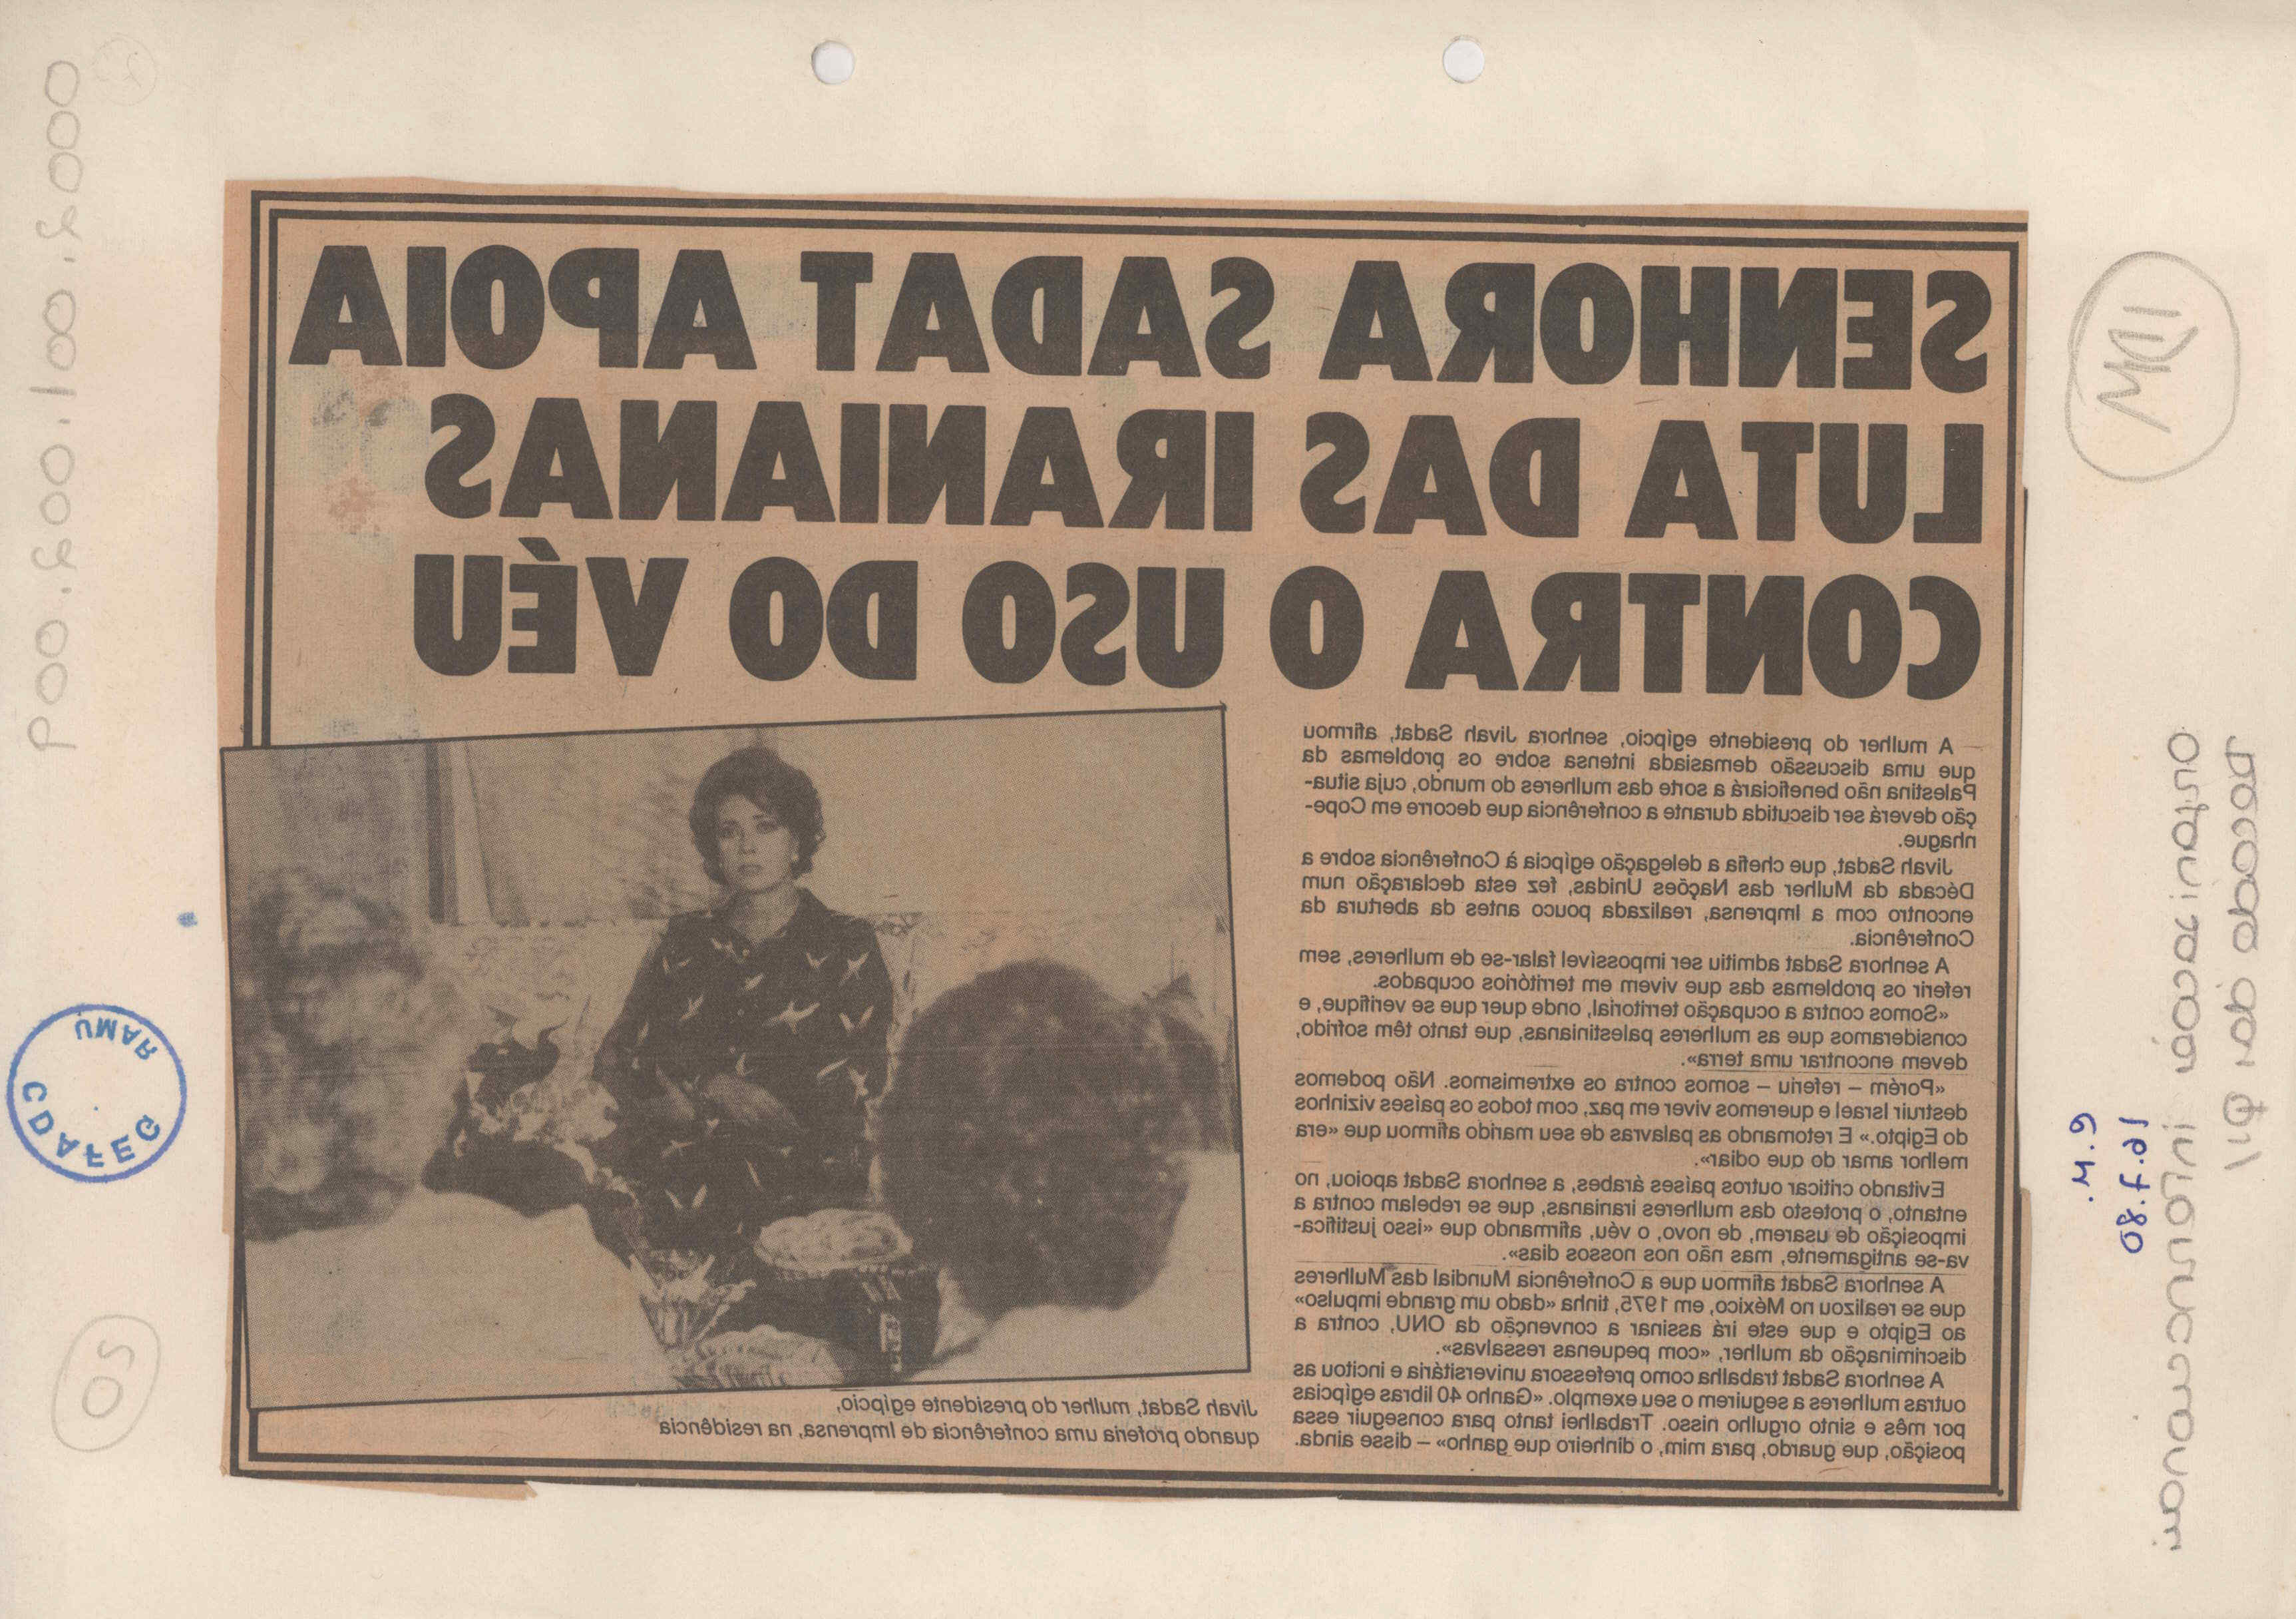 SENHORA SADAT APOIA
LUTA DAS IRANIANAS
CONTRA O USO DO VÉU
A mulher do presidente egípcio, senhora Jivah Sadat, afirmou
que uma discussão demasiada intensa sobre os problemas da
Palestina não beneficiará a sorte das mulheres do mundo, cuja situa-
ção deverá ser discutida durante a conferência que decorre em Cope-
nhague.
Jivah Sadat, que chefia a delegação egípcia à Conferência sobre a
Década da Mulher das Nações Unidas, fez esta declaração num
encontro com a Imprensa, realizada pouco antes da abertura da
Conferência.
A senhora Sadat admitiu ser impossível falar-se de mulheres, sem
referir os problemas das que vivem em territórios ocupados.
«Somos contra a ocupação territorial, onde quer que se verifique, e
consideramos que as mulheres palestinianas, que tanto têm sofrido,
devem encontrar uma terra».
«Porém – referiu – somos contra os extremismos. Não podemos
destruir Israel e queremos viver em paz, com todos os países vizinhos
do Egipto.» E retomando as palavras de seu marido afirmou que «era
melhor amar do que odiar».
Evitando criticar outros países árabes, a senhora Sadat apoiou, no
entanto, o protesto das mulheres iranianas, que se rebelam contra a
imposição de usarem, de novo, o véu, afirmando que «isso justifica-
va-se antigamente, mas não nos nossos dias».
A senhora Sadat afirmou que a Conferência Mundial das Mulheres
que se realizou no México, em 1975, tinha «dado um grande impulso»
ao Egipto e que este irá assinar a convenção da ONU, contra a
discriminação da mulher, «com pequenas ressalvas».
A senhora Sadat trabalha como professora universitária e incitou as
outras mulheres a seguirem o seu exemplo. «Ganho 40 libras egípcias
por mês e sinto orgulho nisso. Trabalhei tanto para conseguir essa
posição, que guardo, para mim, o dinheiro que ganho» – disse ainda.
Jivah Sadat, mulher do presidente egípcio,
quando proferia uma conferência de Imprensa, na residência
C.M.
16.7.80
UMAR